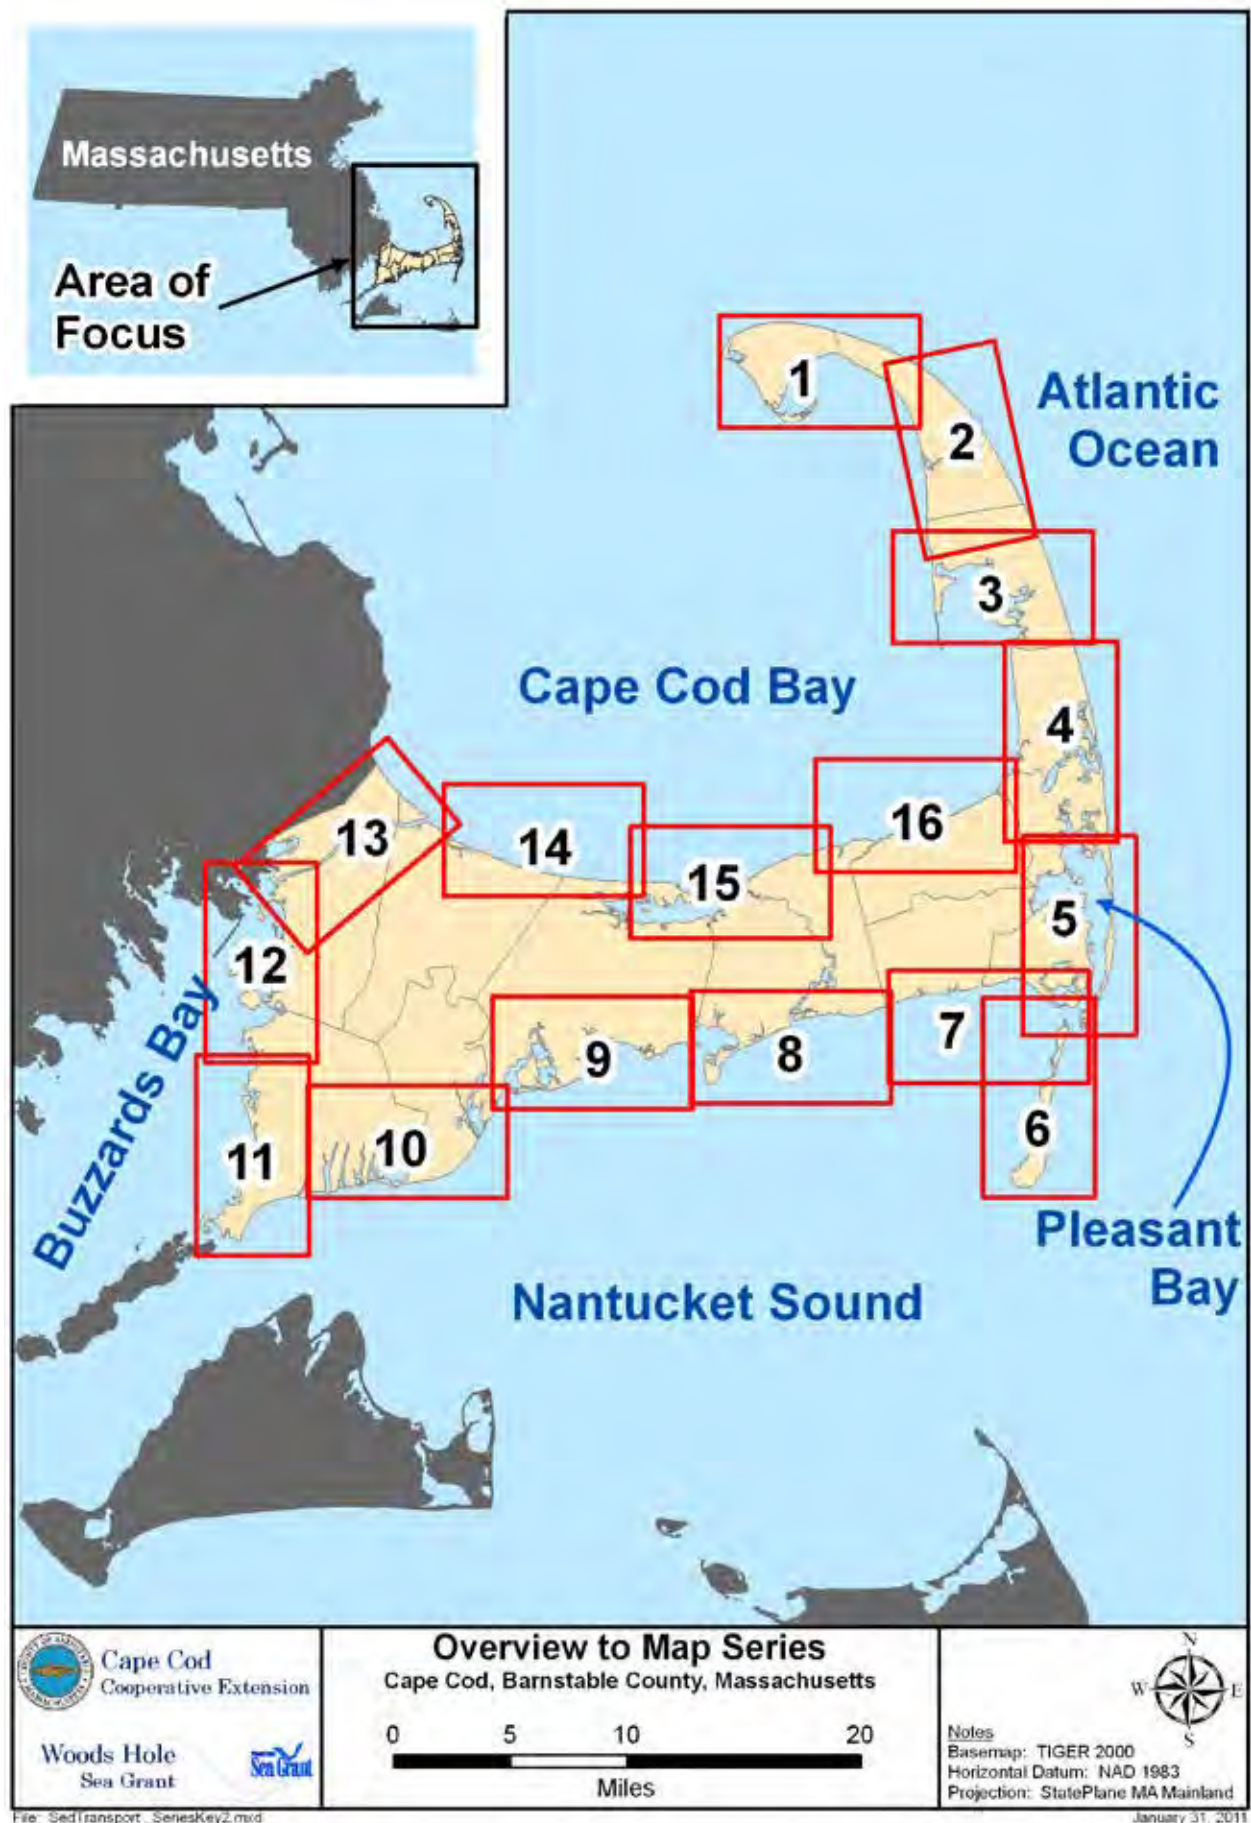 Massachusetts
Area of
Focus
1
Atlantic
Ocean
2
3
Cape Cod Bay
4
13
14
16
15
5
12
7
9
8
Buzzards Bay
11
10
6
Pleasant
Bay
Nantucket Sound
Cape Cod
Cooperative Extension
Woods Hole
Sea Grant
Sea Grant
Overview to Map Series
Cape Cod, Barnstable County, Massachusetts
0 5 10 20
Miles
N
W E
S
Notes
Basemap: TIGER 2000
Horizontal Datum: NAD 1983
Projection: StatePlane MA Mainland
File: SedTransport_SeriesKey2.mxd
January 31, 2011